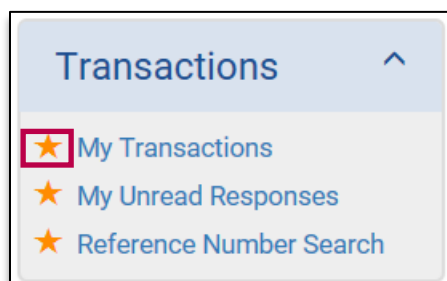 Transactions
My Transactions
My Unread Responses
Reference Number Search